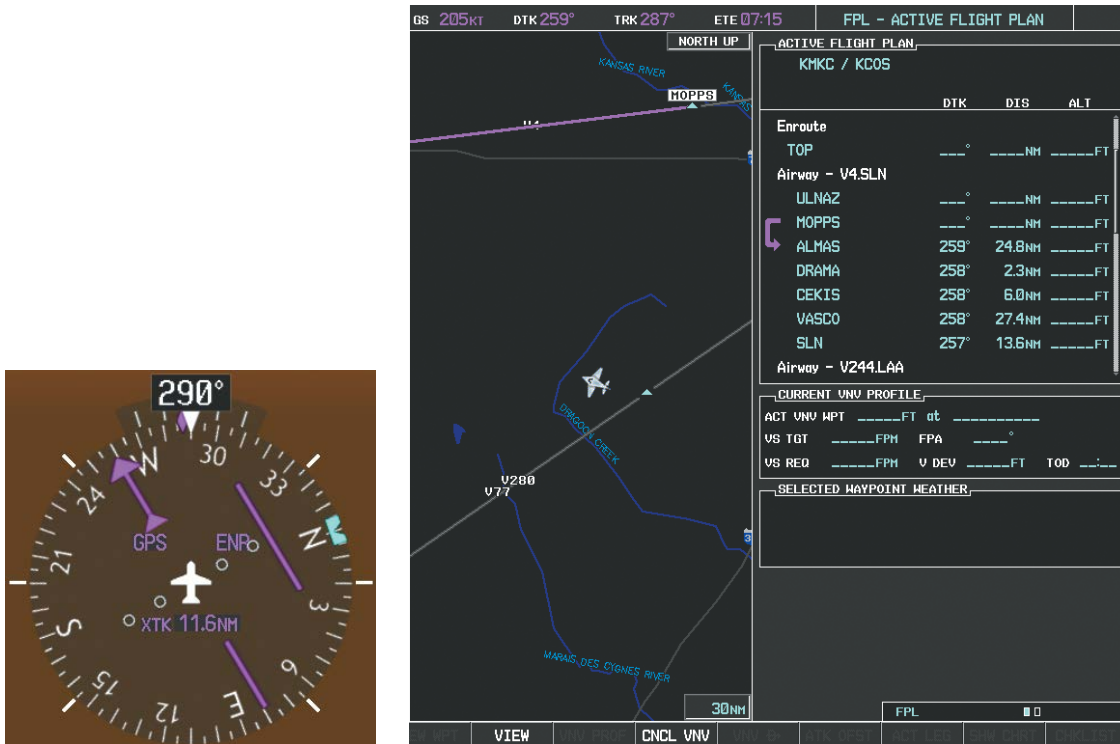 290°
W
30
33
N
3
6
E
12
15
S
21
24
GPS
ENR
XTK 11.6NM
GS 205KT DTK 259° TRK 287° ETE 07:15
FPL - ACTIVE FLIGHT PLAN
NORTH UP
KANSAS RIVER
KANSAS
MOPPS
V4
DRAGOON CREEK
V280
V77
MARAIS DES CYGNES RIVER
30NM
ACTIVE FLIGHT PLAN
KMKC / KCOS
DTK DIS ALT
Enroute
TOP ___° ____NM _____FT
Airway - V4.SLN
ULNAZ ___° ____NM _____FT
MOPPS ___° ____NM _____FT
ALMAS 259° 24.8NM _____FT
DRAMA 258° 2.3NM _____FT
CEKIS 258° 6.0NM _____FT
VASCO 258° 27.4NM _____FT
SLN 257° 13.6NM _____FT
Airway - V244.LAA
CURRENT VNV PROFILE
ACT VNV WPT _____FT at __________
VS TGT _____FPM FPA ____°
VS REQ _____FPM V DEV _____FT TOD __:__
SELECTED WAYPOINT WEATHER
FPL
VIEW VNV PROF CNCL VNV ATK OFST ACT LEG SHW CHRT CHKLIST